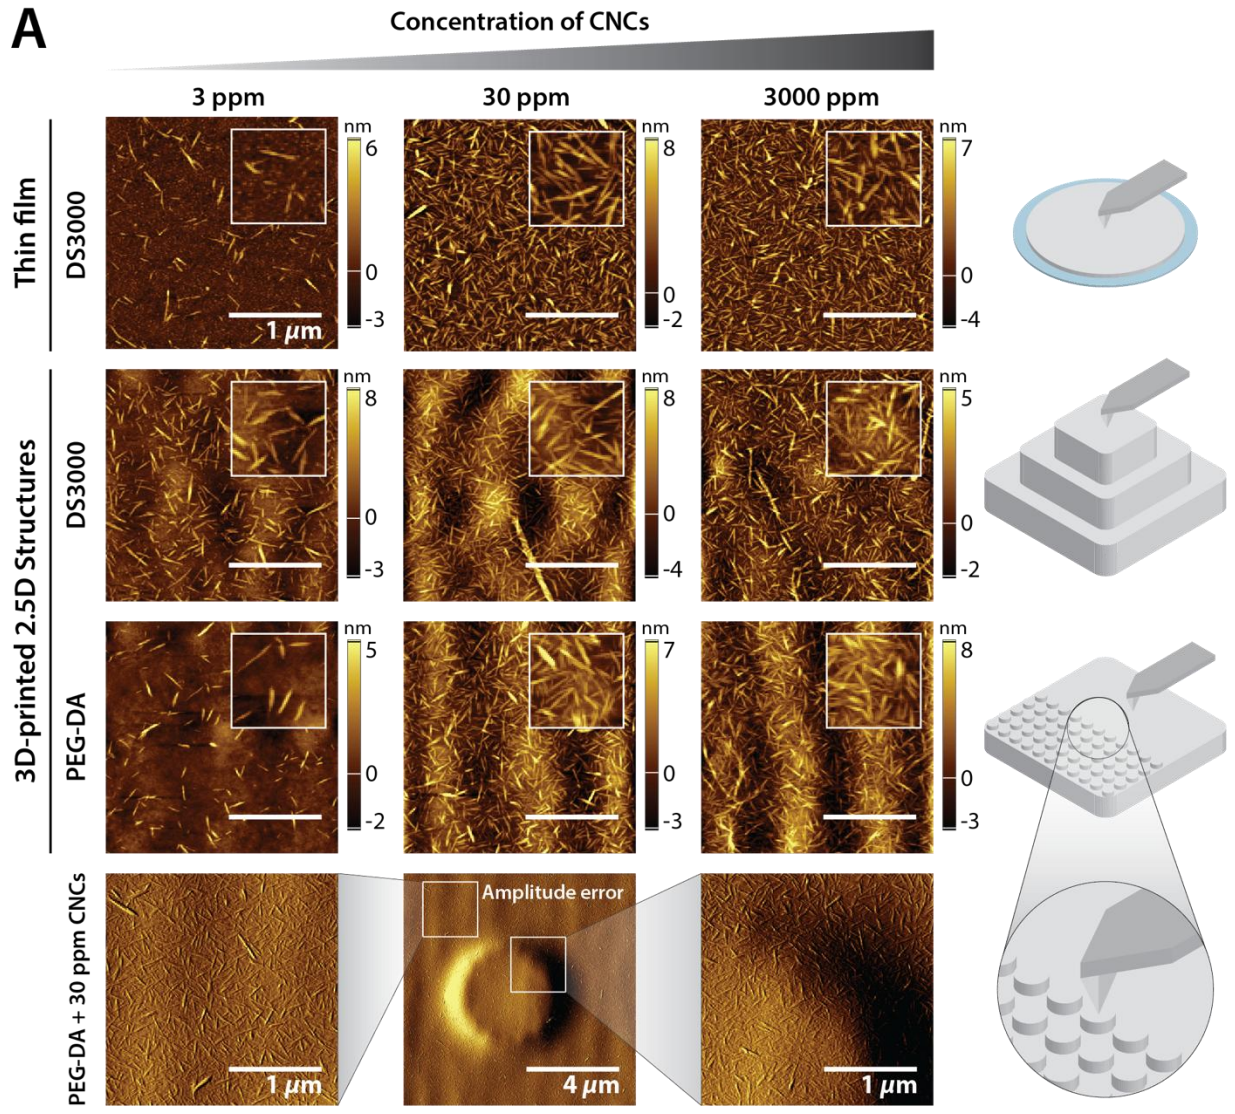 A
Concentration of CNCs
3 ppm
30 ppm
3000 ppm
Thin film
DS3000
nm
6
0
-3
1 µm
nm
8
0
-2
nm
7
0
-4
3D-printed 2.5D Structures
DS3000
nm
8
0
-3
nm
8
0
-4
nm
5
0
-2
PEG-DA
nm
5
0
-2
nm
7
0
-3
nm
8
0
-3
PEG-DA + 30 ppm CNCs
1 µm
Amplitude error
4 µm
1 µm